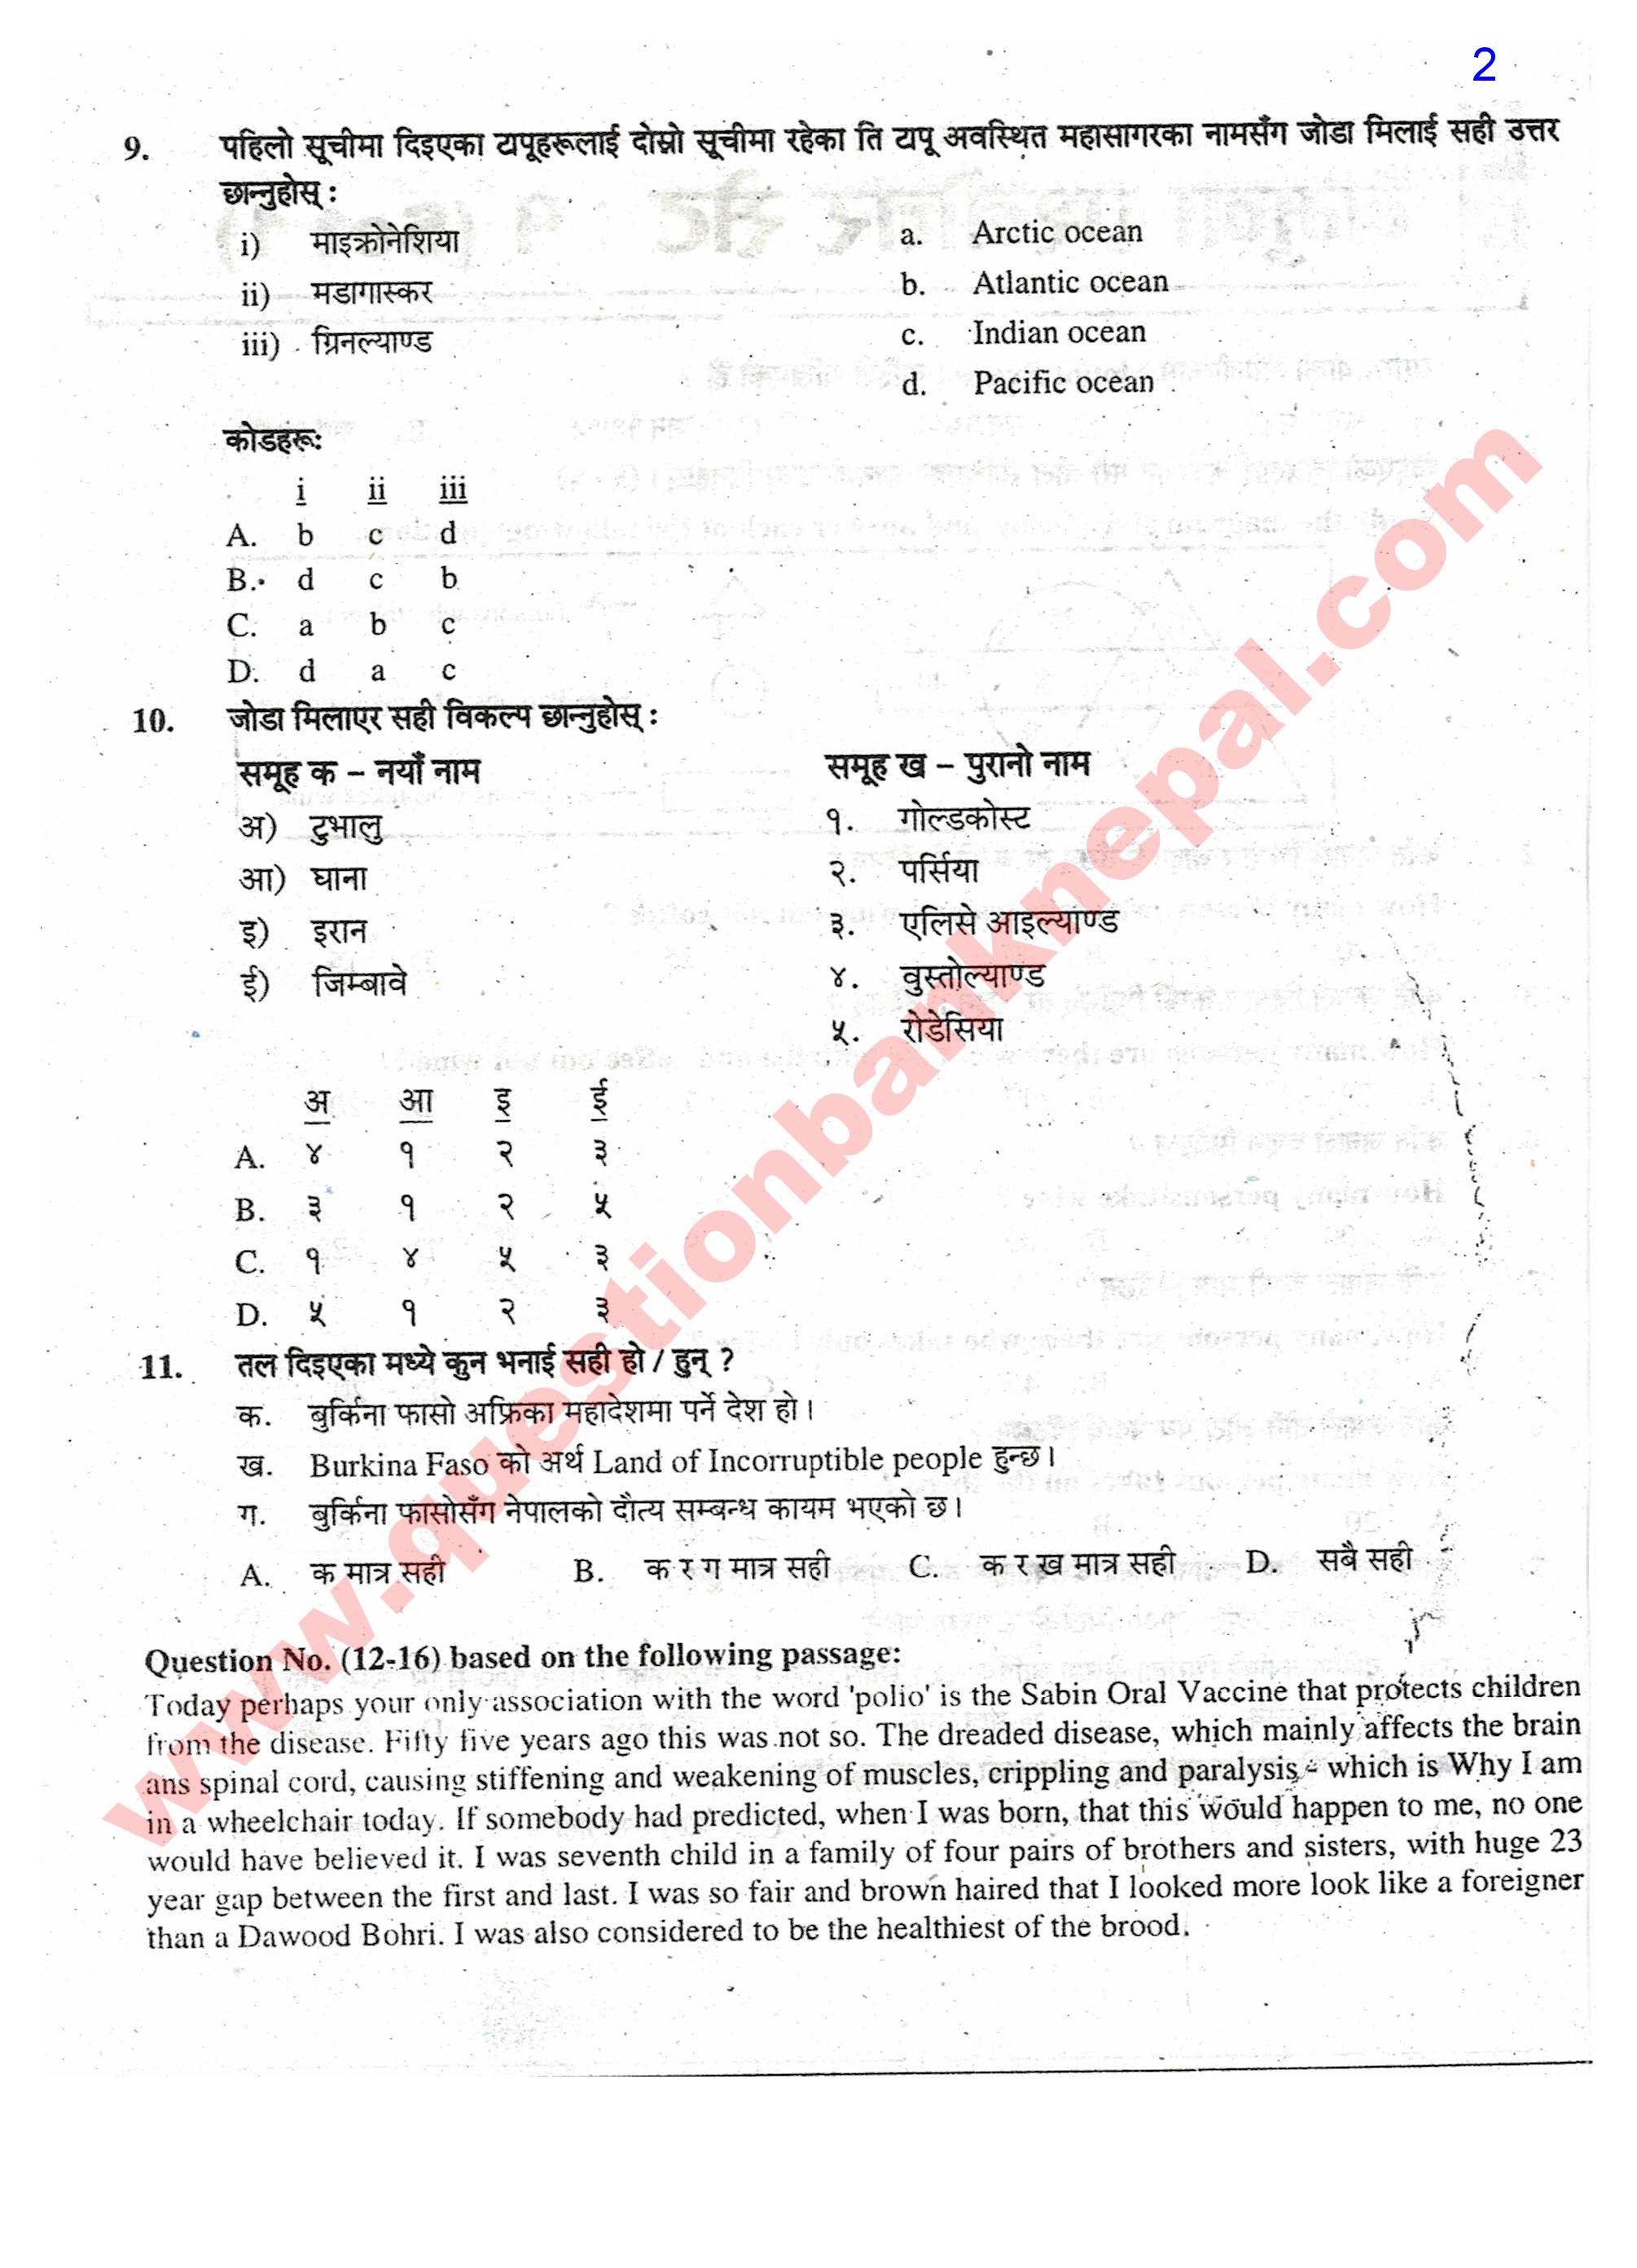 2
9. पहिलो सूचीमा दिइएका टापूहरूलाई दोस्रो सूचीमा रहेका ति टापू अवस्थित महासागरका नामसँग जोडा मिलाई सही उत्तर
छान्नुहोस् :
i) माइक्रोनेशिया a. Arctic ocean
ii) मडागास्कर b. Atlantic ocean
iii) ग्रिनल्याण्ड c. Indian ocean
d. Pacific ocean
कोडहरू:
i ii iii
A. b c d
B. d c b
C. a b c
D. d a c
10. जोडा मिलाएर सही विकल्प छान्नुहोस् :
समूह क – नयाँ नाम समूह ख – पुरानो नाम
अ) टुभालु १. गोल्डकोस्ट
आ) घाना २. पर्सिया
इ) इरान ३. एलिसे आइल्याण्ड
ई) जिम्बावे ४. वुस्तोल्याण्ड
५. रोडेसिया
अ आ इ ई
A. ४ १ २ ३
B. ३ १ २ ५
C. १ ४ ५ ३
D. ५ १ २ ३
11. तल दिइएका मध्ये कुन भनाई सही हो / हुन् ?
क. बुर्किना फासो अफ्रिका महादेशमा पर्ने देश हो।
ख. Burkina Faso को अर्थ Land of Incorruptible people हुन्छ।
ग. बुर्किना फासोसँग नेपालको दौत्य सम्बन्ध कायम भएको छ।
A. क मात्र सही B. क र ग मात्र सही C. क र ख मात्र सही D. सबै सही
Question No. (12-16) based on the following passage:
Today perhaps your only association with the word 'polio' is the Sabin Oral Vaccine that protects children
from the disease. Fifty five years ago this was not so. The dreaded disease, which mainly affects the brain
ans spinal cord, causing stiffening and weakening of muscles, crippling and paralysis - which is Why I am
in a wheelchair today. If somebody had predicted, when I was born, that this would happen to me, no one
would have believed it. I was seventh child in a family of four pairs of brothers and sisters, with huge 23
year gap between the first and last. I was so fair and brown haired that I looked more look like a foreigner
than a Dawood Bohri. I was also considered to be the healthiest of the brood.
www.questionbanknepal.com